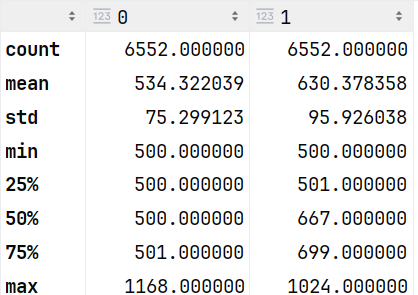 123 0 123 1
count 6552.000000 6552.000000
mean 534.322039 630.378358
std 75.299123 95.926038
min 500.000000 500.000000
25% 500.000000 501.000000
50% 500.000000 667.000000
75% 501.000000 699.000000
max 1168.000000 1024.000000